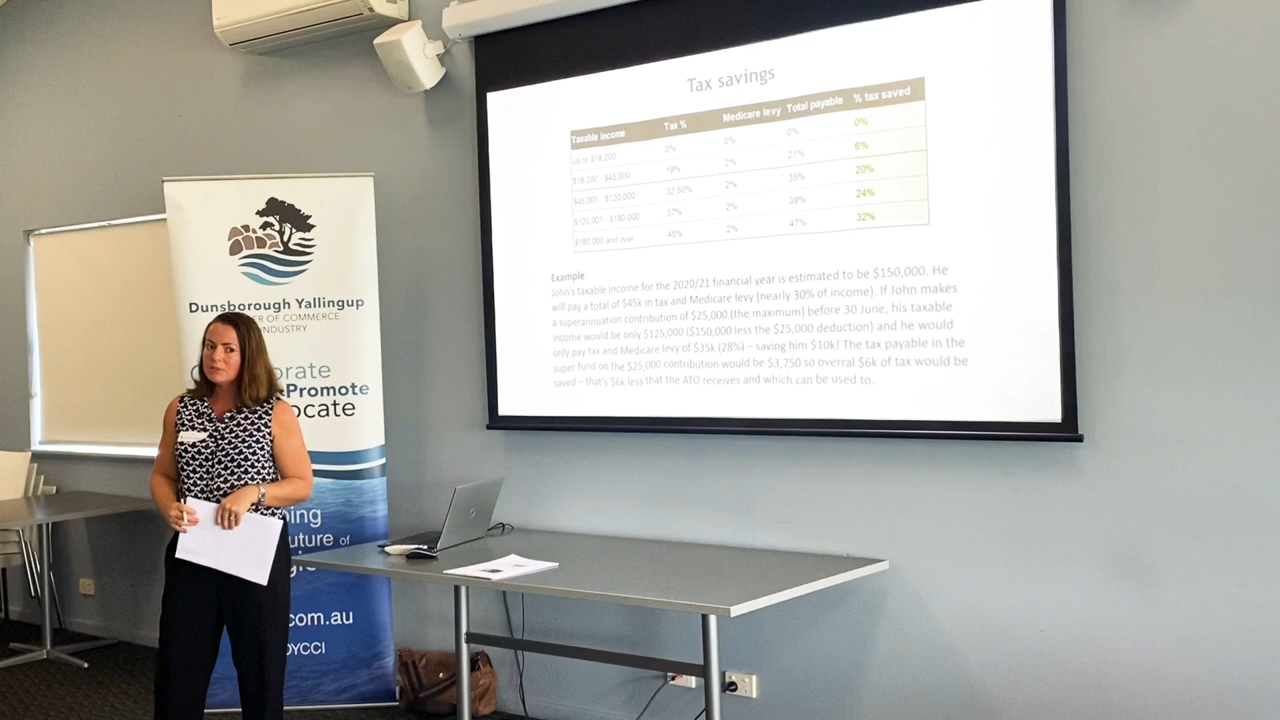 Tax savings
Taxable income Tax % Medicare levy Total payable % tax saved
Up to $18,200 0% 0% 0% 0%
$18,200 - $45,000 19% 2% 21% 6%
$45,001 - $120,000 32.50% 2% 35% 20%
$120,001 - $180,000 37% 2% 39% 24%
$180,000 and over 45% 2% 47% 32%
Example:
John's taxable income for the 2020/21 financial year is estimated to be $150,000. He
will pay a total of $45k in tax and Medicare levy (nearly 30% of income). If John makes
a superannuation contribution of $25,000 (the maximum) before 30 June, his taxable
income would be only $125,000 ($150,000 less the $25,000 deduction) and he would
only pay tax and Medicare levy of $35k (28%) – saving him $10k! The tax payable in the
super fund on the $25,000 contribution would be $3,750 so overral $6k of tax would be
saved – that's $6k less that the ATO receives and which can be used to.
Dunsborough Yallingup
ER OF COMMERCE
INDUSTRY
orate
Promote
ocate
ing
uture of
.com.au
DYCCI